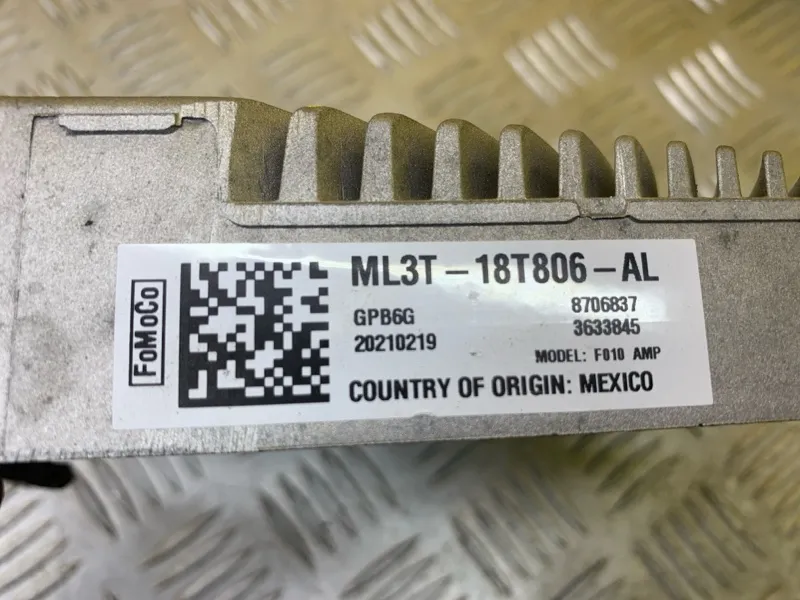 FoMoCo
ML3T-18T806-AL
GPB6G 8706837
20210219 3633845
MODEL: F010 AMP
COUNTRY OF ORIGIN: MEXICO